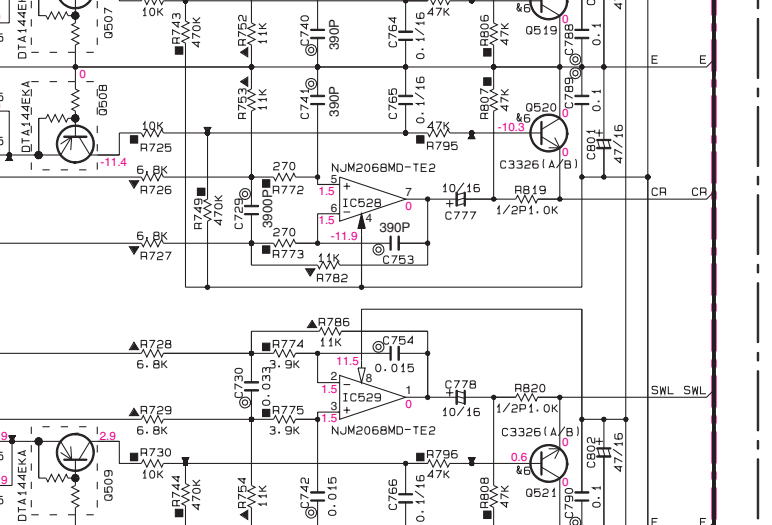 10K
47K
DTA144EKA
Q507
R743
470K
R752
11K
C740
390P
C764
0.1/16
R806
47K
&6
0
Q519
C788
0.1
0
E
E
DTA144EKA
Q508
R753
11K
C741
390P
C765
0.1/16
R807
47K
Q520
&6
0
C789
0.1
10K
R725
-11.4
47K
R795
-10.3
C3326(A/B)
0
C801
47/16
6.8K
R726
270
R772
NJM2068MD-TE2
5
1.5
+
7
0
IC528
6
1.5
−
4
-11.9
10/16
+
C777
R819
1/2P1.0K
CR
CR
R749
470K
C729
3900P
6.8K
R727
270
R773
390P
C753
11K
R782
R728
6.8K
R786
11K
R774
3.9K
C754
0.015
11.5
C730
0.033
2
1.5
−
8
IC529
1
0
3
1.5
+
NJM2068MD-TE2
C778
+
10/16
R820
1/2P1.0K
SWL
SWL
R729
6.8K
R775
3.9K
C3326(A/B)
0
C802
47/16
2.9
R730
10K
R796
47K
0.6
&6
Q521
0
DTA144EKA
Q509
R744
470K
R754
11K
C742
0.015
C766
0.1/16
R808
47K
C790
0.1
E
E